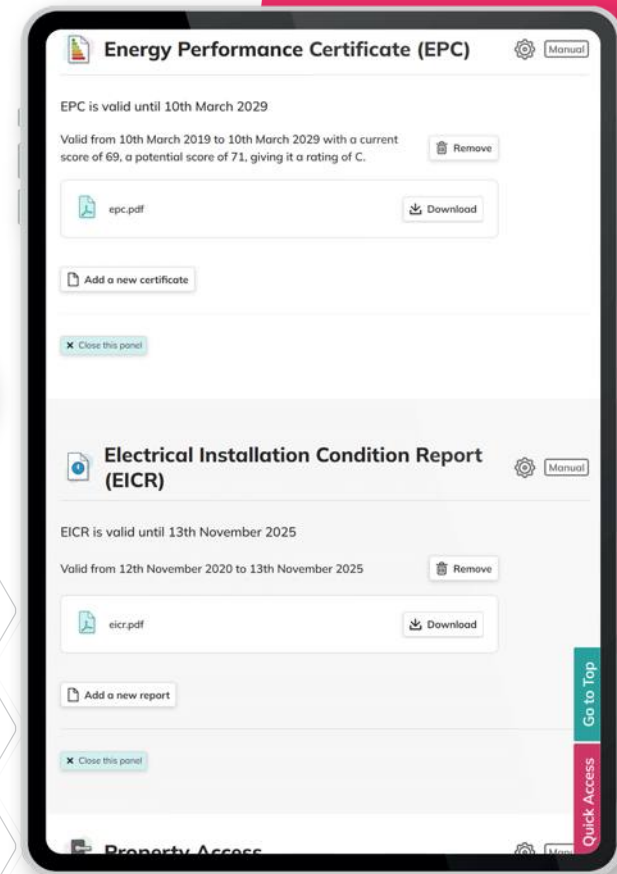 Energy Performance Certificate (EPC)
Manual
EPC is valid until 10th March 2029
Valid from 10th March 2019 to 10th March 2029 with a current
score of 69, a potential score of 71, giving it a rating of C.
Remove
epc.pdf
Download
Add a new certificate
Close this panel
Electrical Installation Condition Report
(EICR)
Manual
EICR is valid until 13th November 2025
Valid from 12th November 2020 to 13th November 2025
Remove
eicr.pdf
Download
Add a new report
Close this panel
Go to Top
Quick Access
Property Access